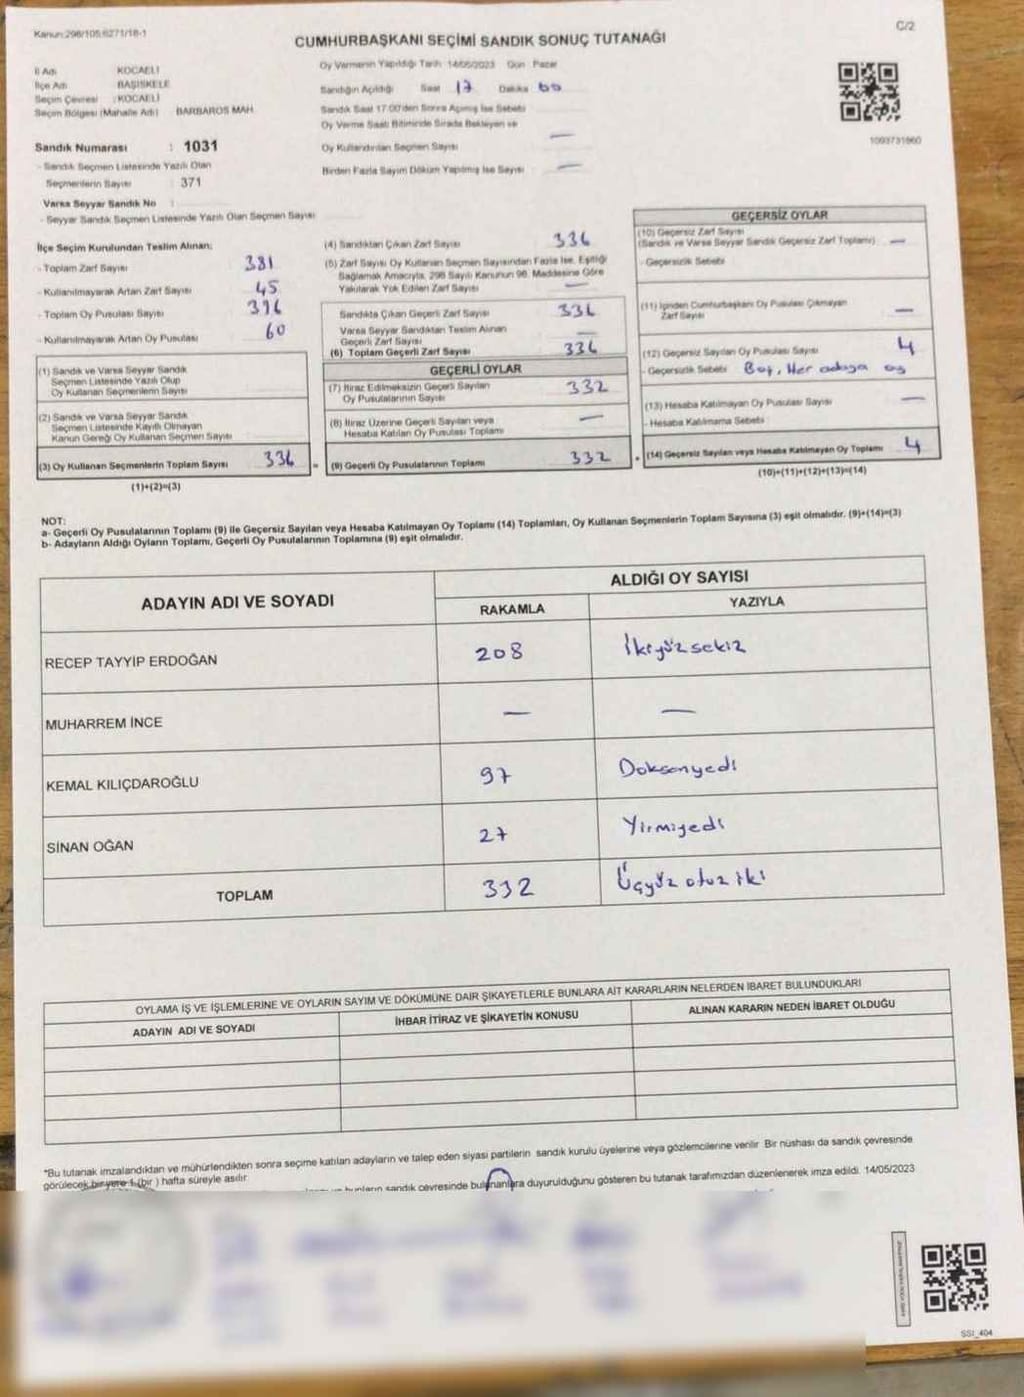 Kanun:298/105;6271/18-1
C/2
CUMHURBAŞKANI SEÇİMİ SANDIK SONUÇ TUTANAĞI
İl Adı KOCAELİ
İlçe Adı BAŞİSKELE
Seçim Çevresi :KOCAELİ
Seçim Bölgesi (Mahalle Adı) BARBAROS MAH.
Oy Vermenin Yapıldığı Tarih 14/05/2023 Gün Pazar
Sandığın Açıldığı Saat 17 Dakika 00
Sandık Saat 17.00'den Sonra Açılmış İse Sebebi
Oy Verme Saati Bitiminde Sırada Bekleyen ve
Oy Kullandırılan Seçmen Sayısı —
Birden Fazla Sayım Döküm Yapılmış İse Sayısı —
1093731960
Sandık Numarası : 1031
- Sandık Seçmen Listesinde Yazılı Olan
Seçmenlerin Sayısı : 371
Varsa Seyyar Sandık No :
- Seyyar Sandık Seçmen Listesinde Yazılı Olan Seçmen Sayısı
İlçe Seçim Kurulundan Teslim Alınan:
- Toplam Zarf Sayısı 381
- Kullanılmayarak Artan Zarf Sayısı 45
- Toplam Oy Pusulası Sayısı 396
- Kullanılmayarak Artan Oy Pusulası 60
(1) Sandık ve Varsa Seyyar Sandık
Seçmen Listesinde Yazılı Olup
Oy Kullanan Seçmenlerin Sayısı
(2) Sandık ve Varsa Seyyar Sandık
Seçmen Listesinde Kayıtlı Olmayan
Kanun Gereği Oy Kullanan Seçmen Sayısı
(3) Oy Kullanan Seçmenlerin Toplam Sayısı 336
(1)+(2)=(3)
(4) Sandıktan Çıkan Zarf Sayısı 336
(5) Zarf Sayısı Oy Kullanan Seçmen Sayısından Fazla İse, Eşitliği
Sağlamak Amacıyla, 298 Sayılı Kanunun 98. Maddesine Göre
Yakılarak Yok Edilen Zarf Sayısı —
Sandıkta Çıkan Geçerli Zarf Sayısı 336
Varsa Seyyar Sandıktan Teslim Alınan
Geçerli Zarf Sayısı —
(6) Toplam Geçerli Zarf Sayısı 336
GEÇERLİ OYLAR
(7) İtiraz Edilmeksizin Geçerli Sayılan
Oy Pusulalarının Sayısı 332
(8) İtiraz Üzerine Geçerli Sayılan veya
Hesaba Katılan Oy Pusulası Toplamı —
= (9) Geçerli Oy Pusulalarının Toplamı 332
GEÇERSİZ OYLAR
(10) Geçersiz Zarf Sayısı
(Sandık ve Varsa Seyyar Sandık Geçersiz Zarf Toplamı) —
- Geçersizlik Sebebi
(11) İçinden Cumhurbaşkanı Oy Pusulası Çıkmayan
Zarf Sayısı —
(12) Geçersiz Sayılan Oy Pusulası Sayısı 4
- Geçersizlik Sebebi Boş, Her adaya oy
(13) Hesaba Katılmayan Oy Pusulası Sayısı —
- Hesaba Katılmama Sebebi
+ (14) Geçersiz Sayılan veya Hesaba Katılmayan Oy Toplamı 4
(10)+(11)+(12)+(13)=(14)
NOT:
a- Geçerli Oy Pusulalarının Toplamı (9) ile Geçersiz Sayılan veya Hesaba Katılmayan Oy Toplamı (14) Toplamları, Oy Kullanan Seçmenlerin Toplam Sayısına (3) eşit olmalıdır. (9)+(14)=(3)
b- Adayların Aldığı Oyların Toplamı, Geçerli Oy Pusulalarının Toplamına (9) eşit olmalıdır.
ADAYIN ADI VE SOYADI
ALDIĞI OY SAYISI
RAKAMLA YAZIYLA
RECEP TAYYİP ERDOĞAN 208 İkiyüzsekiz
MUHARREM İNCE — —
KEMAL KILIÇDAROĞLU 97 Doksanyedi
SİNAN OĞAN 27 Yirmiyedi
TOPLAM 332 Üçyüz otuz iki
OYLAMA İŞ VE İŞLEMLERİNE VE OYLARIN SAYIM VE DÖKÜMÜNE DAİR ŞİKAYETLERLE BUNLARA AİT KARARLARIN NELERDEN İBARET BULUNDUKLARI
ADAYIN ADI VE SOYADI İHBAR İTİRAZ VE ŞİKAYETİN KONUSU ALINAN KARARIN NEDEN İBARET OLDUĞU
*Bu tutanak imzalandıktan ve mühürlendikten sonra seçime katılan adayların ve talep eden siyasi partilerin sandık kurulu üyelerine veya gözlemcilerine verilir. Bir nüshası da sandık çevresinde
görülecek bir yere 1 (bir ) hafta süreyle asılır.
bunların sandık çevresinde bulunanlara duyurulduğunu gösteren bu tutanak tarafımızdan düzenlenerek imza edildi. 14/05/2023
SSI_404